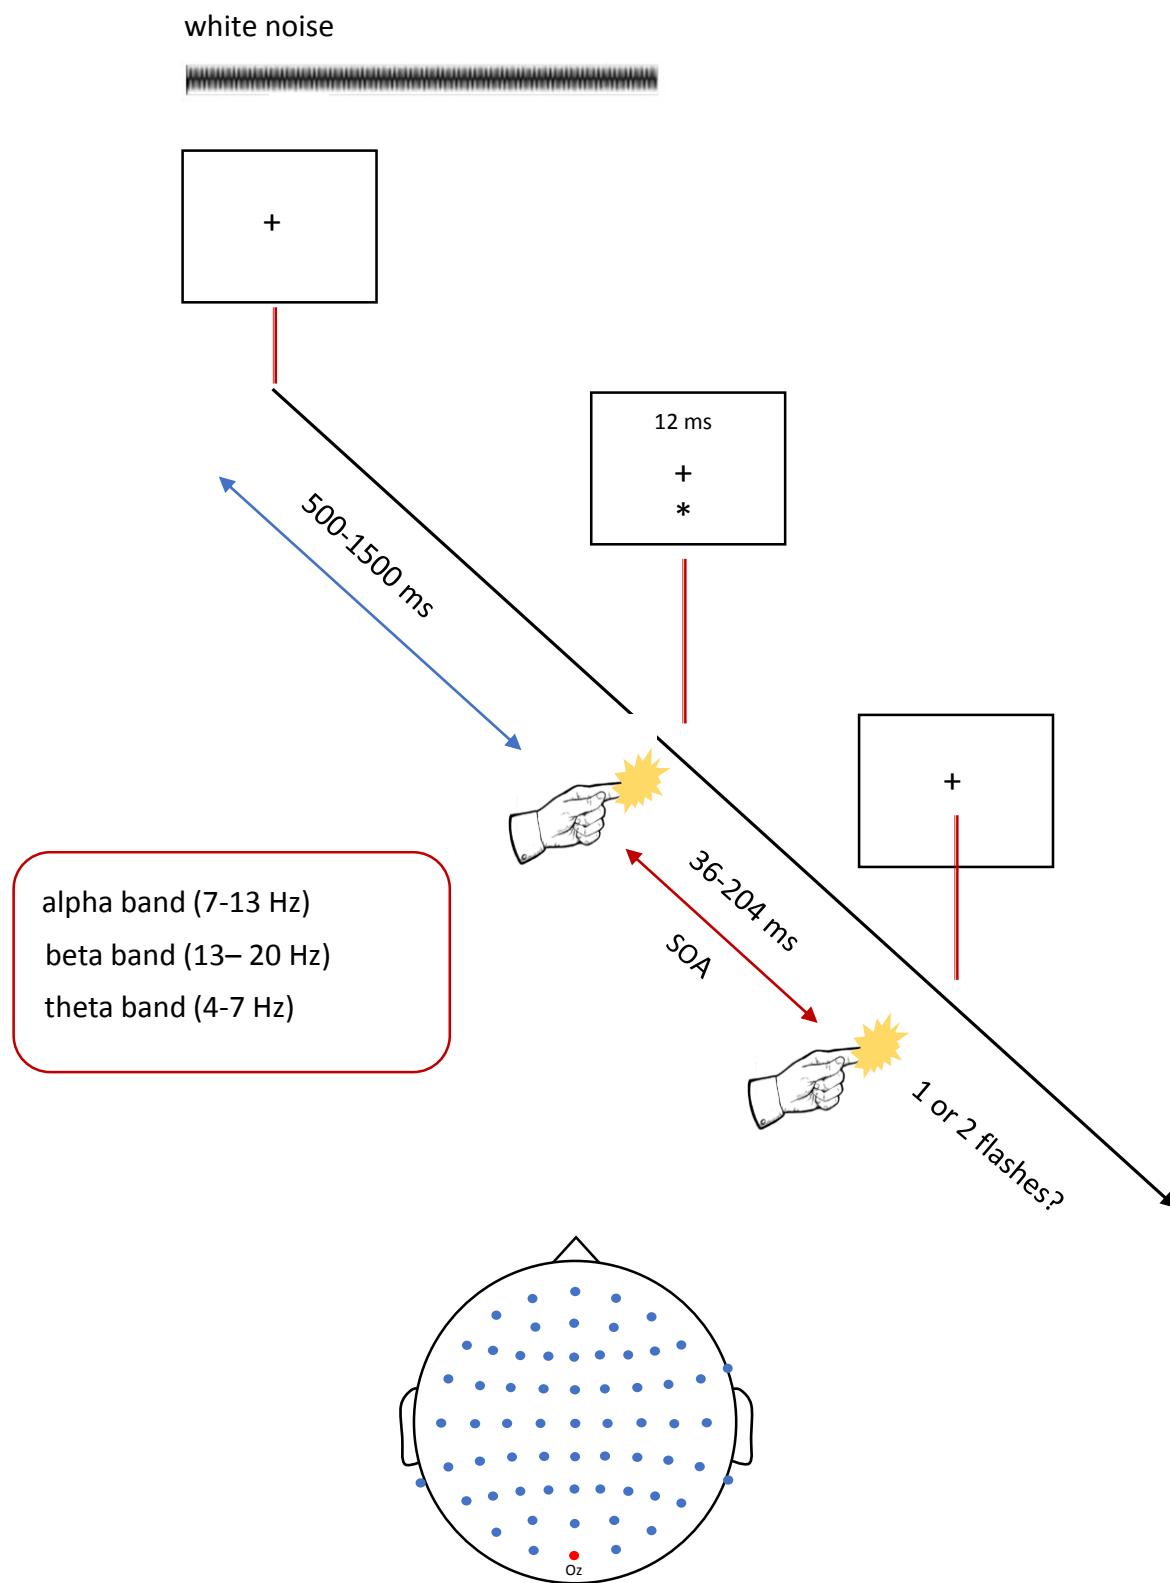 white noise
+
12 ms
+
*
500-1500 ms
+
36-204 ms
SOA
alpha band (7-13 Hz)
beta band (13– 20 Hz)
theta band (4-7 Hz)
1 or 2 flashes?
Oz